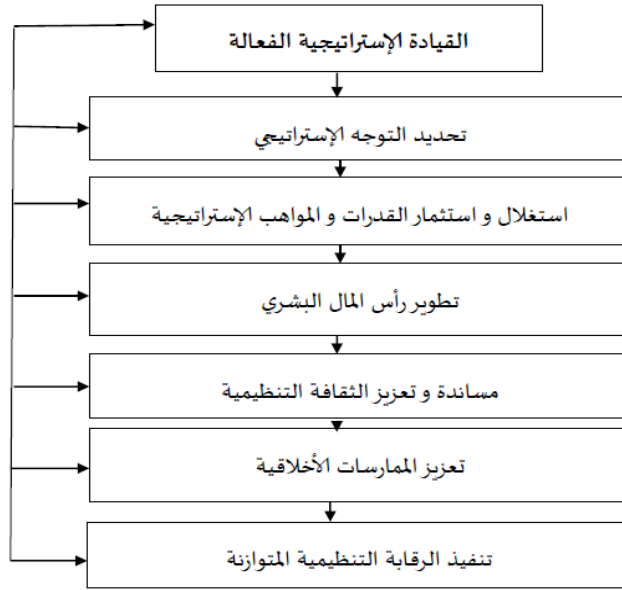 القيادة الإستراتيجية الفعالة
تحديد التوجه الإستراتيجي
استغلال و استثمار القدرات و المواهب الإستراتيجية
تطوير رأس المال البشري
مساندة و تعزيز الثقافة التنظيمية
تعزيز الممارسات الأخلاقية
تنفيذ الرقابة التنظيمية المتوازنة